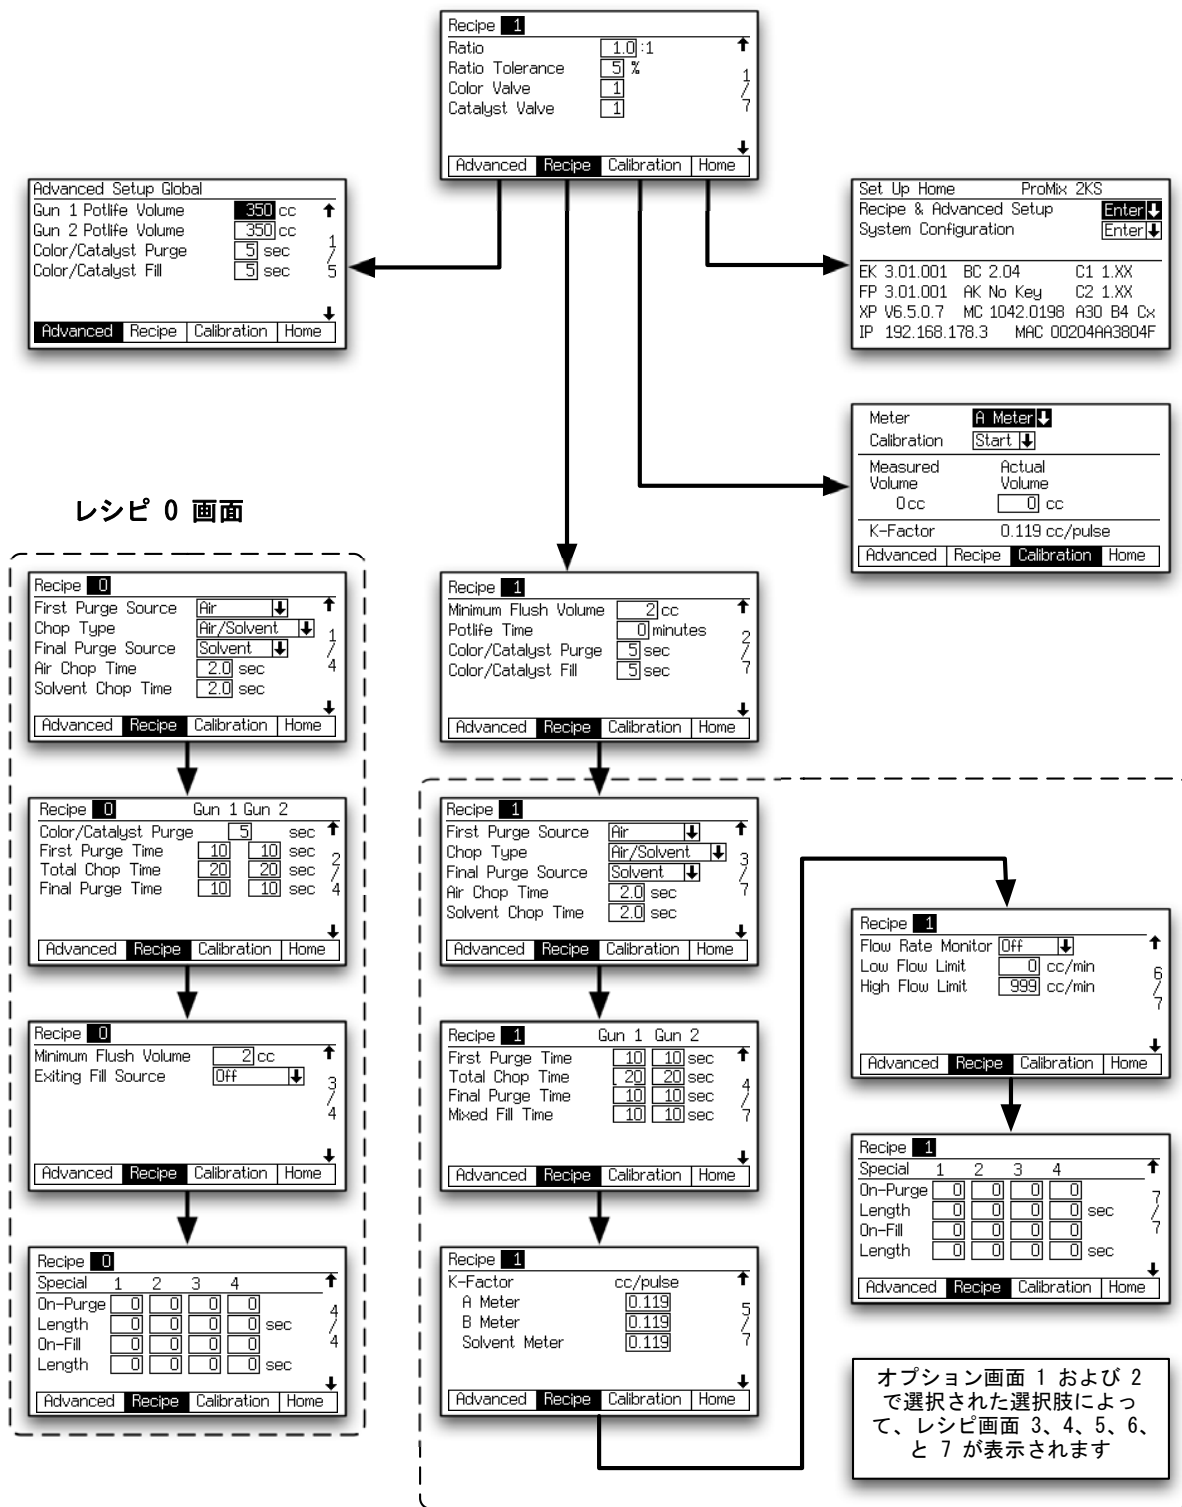 Recipe 1
Ratio 1.0 :1
Ratio Tolerance 5 %
Color Valve 1
Catalyst Valve 1
1/7
Advanced Recipe Calibration Home
Advanced Setup Global
Gun 1 Potlife Volume 350 cc
Gun 2 Potlife Volume 350 cc
Color/Catalyst Purge 5 sec
Color/Catalyst Fill 5 sec
1/5
Advanced Recipe Calibration Home
Set Up Home ProMix 2KS
Recipe & Advanced Setup Enter
System Configuration Enter
EK 3.01.001 BC 2.04 C1 1.XX
FP 3.01.001 AK No Key C2 1.XX
XP V6.5.0.7 MC 1042.0198 A30 B4 Cx
IP 192.168.178.3 MAC 00204AA3804F
Meter A Meter
Calibration Start
Measured Actual
Volume Volume
0 cc 0 cc
K-Factor 0.119 cc/pulse
Advanced Recipe Calibration Home
レシピ 0 画面
Recipe 0
First Purge Source Air
Chop Type Air/Solvent
Final Purge Source Solvent
Air Chop Time 2.0 sec
Solvent Chop Time 2.0 sec
1/4
Advanced Recipe Calibration Home
Recipe 0 Gun 1 Gun 2
Color/Catalyst Purge 5 sec
First Purge Time 10 10 sec
Total Chop Time 20 20 sec
Final Purge Time 10 10 sec
2/4
Advanced Recipe Calibration Home
Recipe 0
Minimum Flush Volume 2 cc
Exiting Fill Source Off
3/4
Advanced Recipe Calibration Home
Recipe 0
Special 1 2 3 4
On-Purge 0 0 0 0
Length 0 0 0 0 sec
On-Fill 0 0 0 0
Length 0 0 0 0 sec
4/4
Advanced Recipe Calibration Home
Recipe 1
Minimum Flush Volume 2 cc
Potlife Time 0 minutes
Color/Catalyst Purge 5 sec
Color/Catalyst Fill 5 sec
2/7
Advanced Recipe Calibration Home
Recipe 1
First Purge Source Air
Chop Type Air/Solvent
Final Purge Source Solvent
Air Chop Time 2.0 sec
Solvent Chop Time 2.0 sec
3/7
Advanced Recipe Calibration Home
Recipe 1 Gun 1 Gun 2
First Purge Time 10 10 sec
Total Chop Time 20 20 sec
Final Purge Time 10 10 sec
Mixed Fill Time 10 10 sec
4/7
Advanced Recipe Calibration Home
Recipe 1
K-Factor cc/pulse
A Meter 0.119
B Meter 0.119
Solvent Meter 0.119
5/7
Advanced Recipe Calibration Home
Recipe 1
Flow Rate Monitor Off
Low Flow Limit 0 cc/min
High Flow Limit 999 cc/min
6/7
Advanced Recipe Calibration Home
Recipe 1
Special 1 2 3 4
On-Purge 0 0 0 0
Length 0 0 0 0 sec
On-Fill 0 0 0 0
Length 0 0 0 0 sec
7/7
Advanced Recipe Calibration Home
オプション画面 1 および 2
で選択された選択肢によっ
て、レシピ画面 3、4、5、6、
と 7 が表示されます